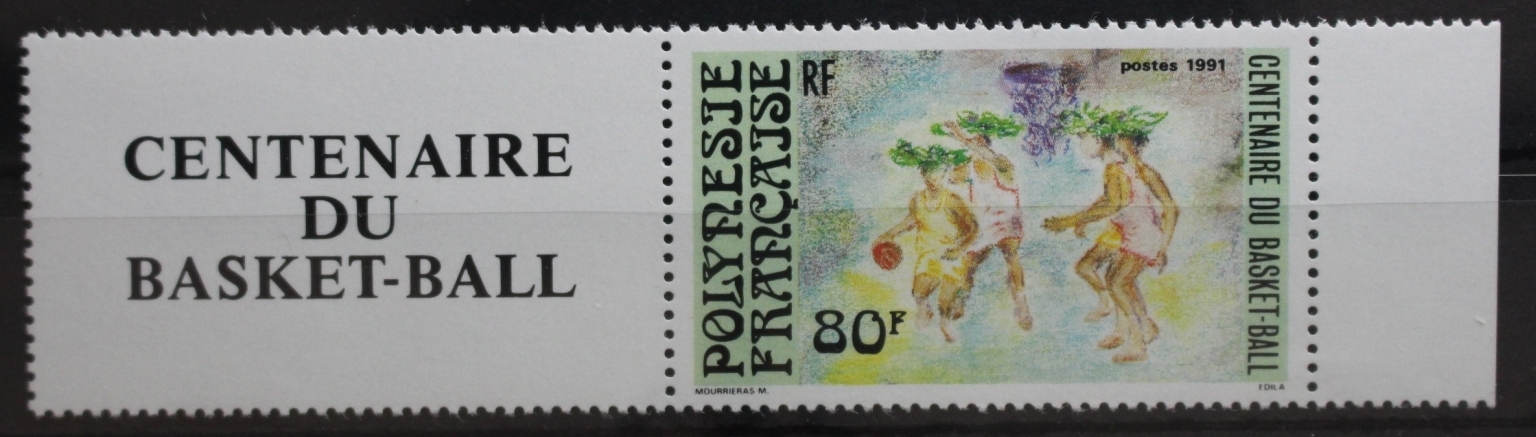 CENTENAIRE
DU
BASKET-BALL
POLYNESIE
FRANÇAISE
RF
postes 1991
80F
CENTENAIRE DU BASKET-BALL
MOURRIERAS M.
EDILA